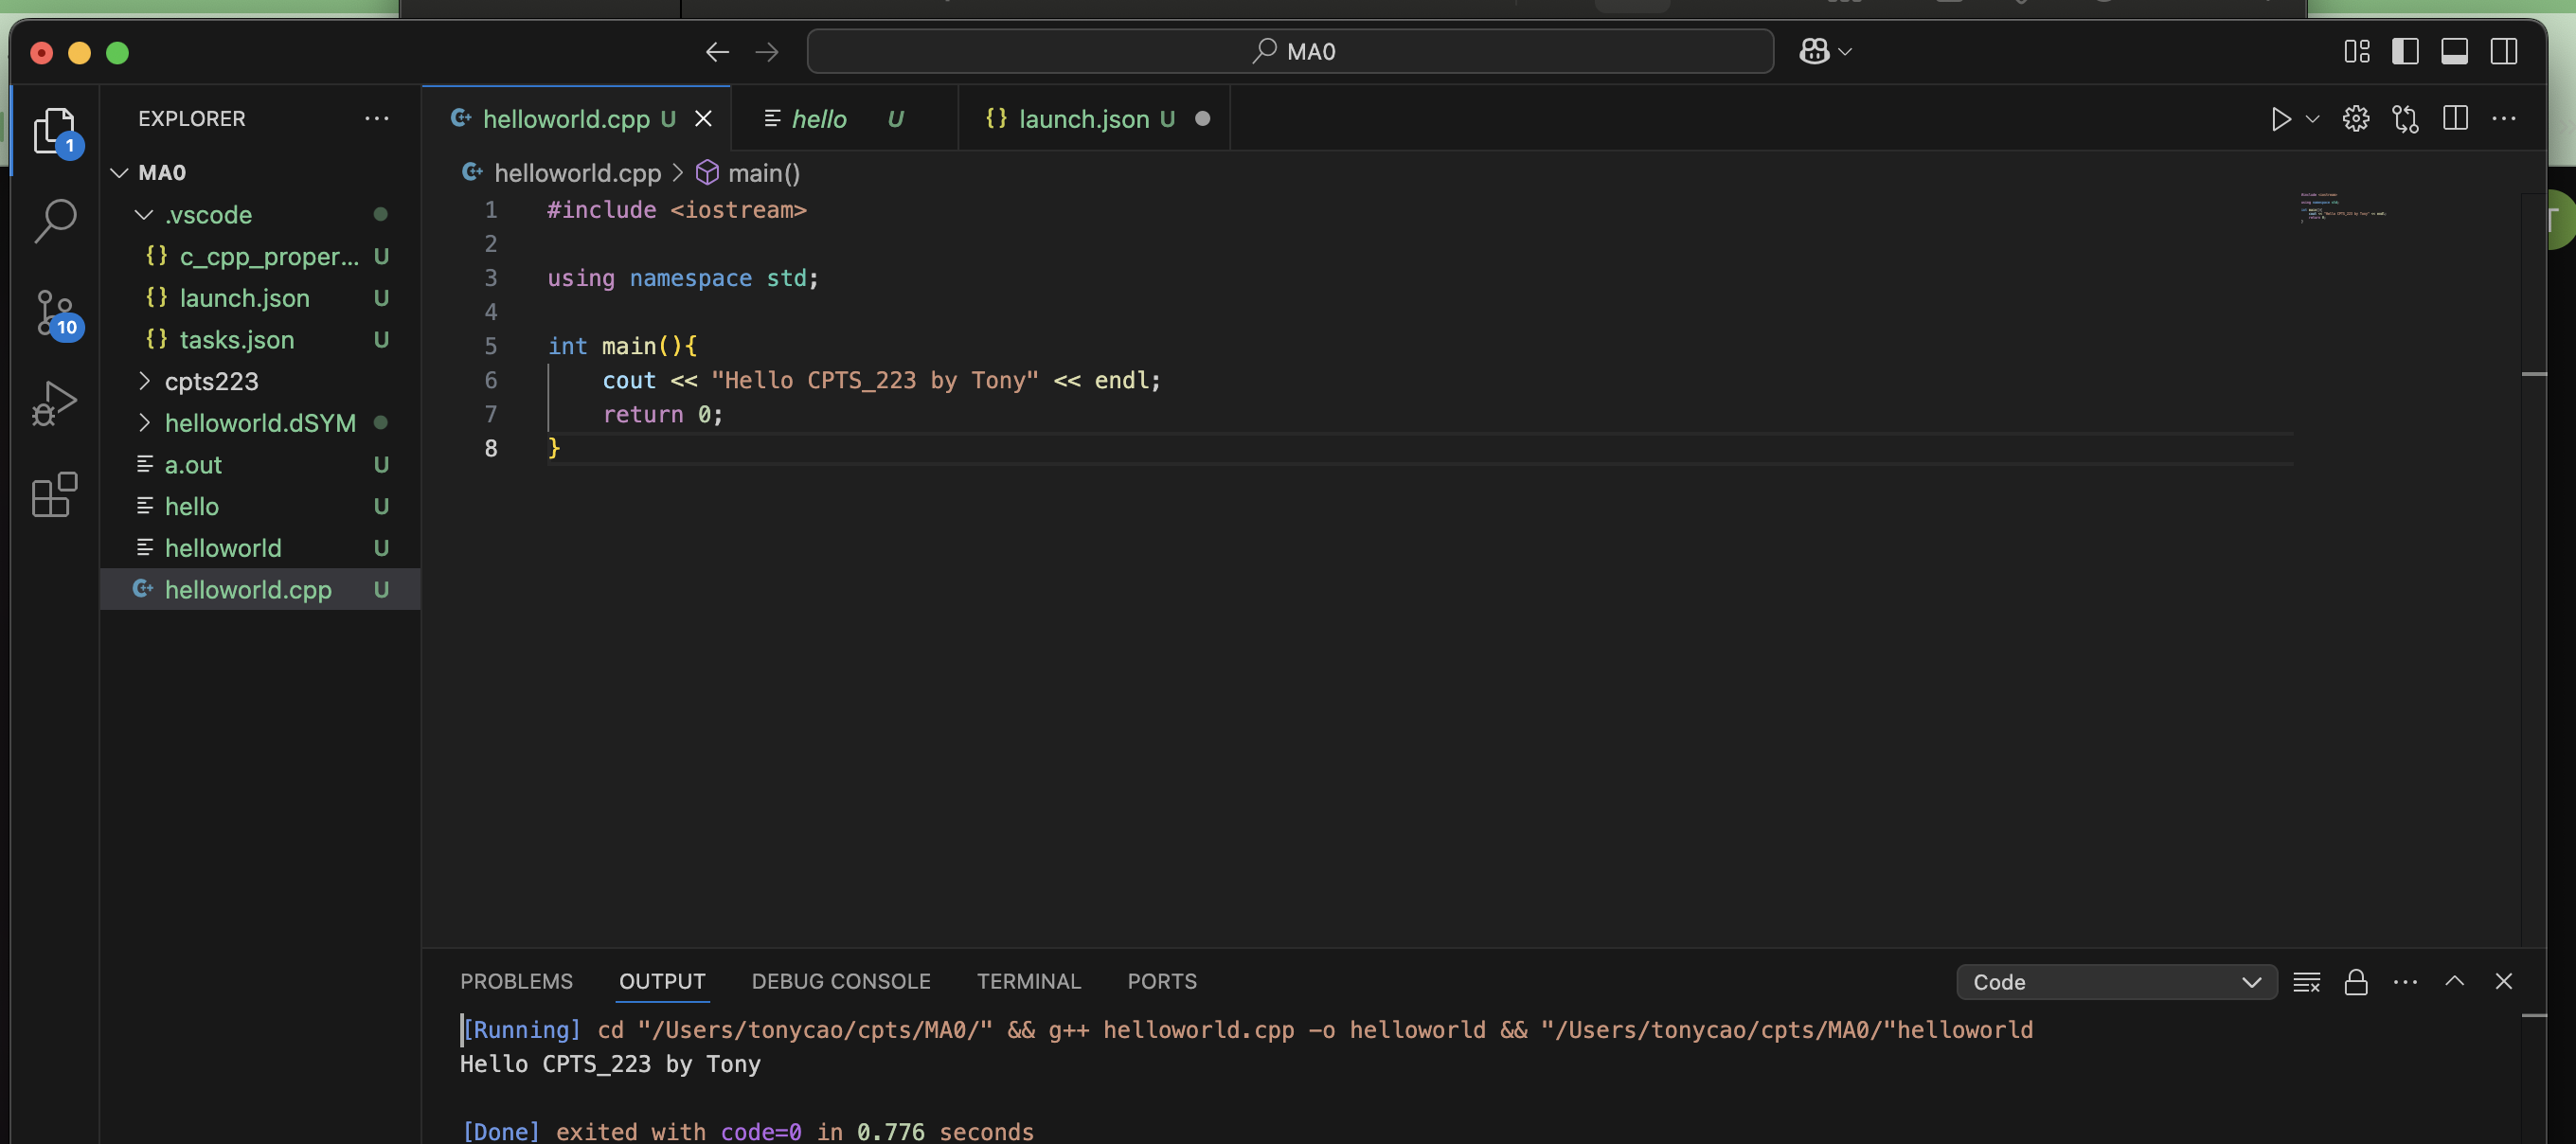 MA0
EXPLORER
1
MA0
.vscode
c_cpp_proper... U
launch.json U
tasks.json U
10
cpts223
helloworld.dSYM
a.out U
hello U
helloworld U
helloworld.cpp U
helloworld.cpp U
hello U
launch.json U
helloworld.cpp > main()
1 #include <iostream>
2
3 using namespace std;
4
5 int main(){
6 cout << "Hello CPTS_223 by Tony" << endl;
7 return 0;
8 }
T
PROBLEMS OUTPUT DEBUG CONSOLE TERMINAL PORTS
Code
[Running] cd "/Users/tonycao/cpts/MA0/" && g++ helloworld.cpp -o helloworld && "/Users/tonycao/cpts/MA0/"helloworld
Hello CPTS_223 by Tony
[Done] exited with code=0 in 0.776 seconds